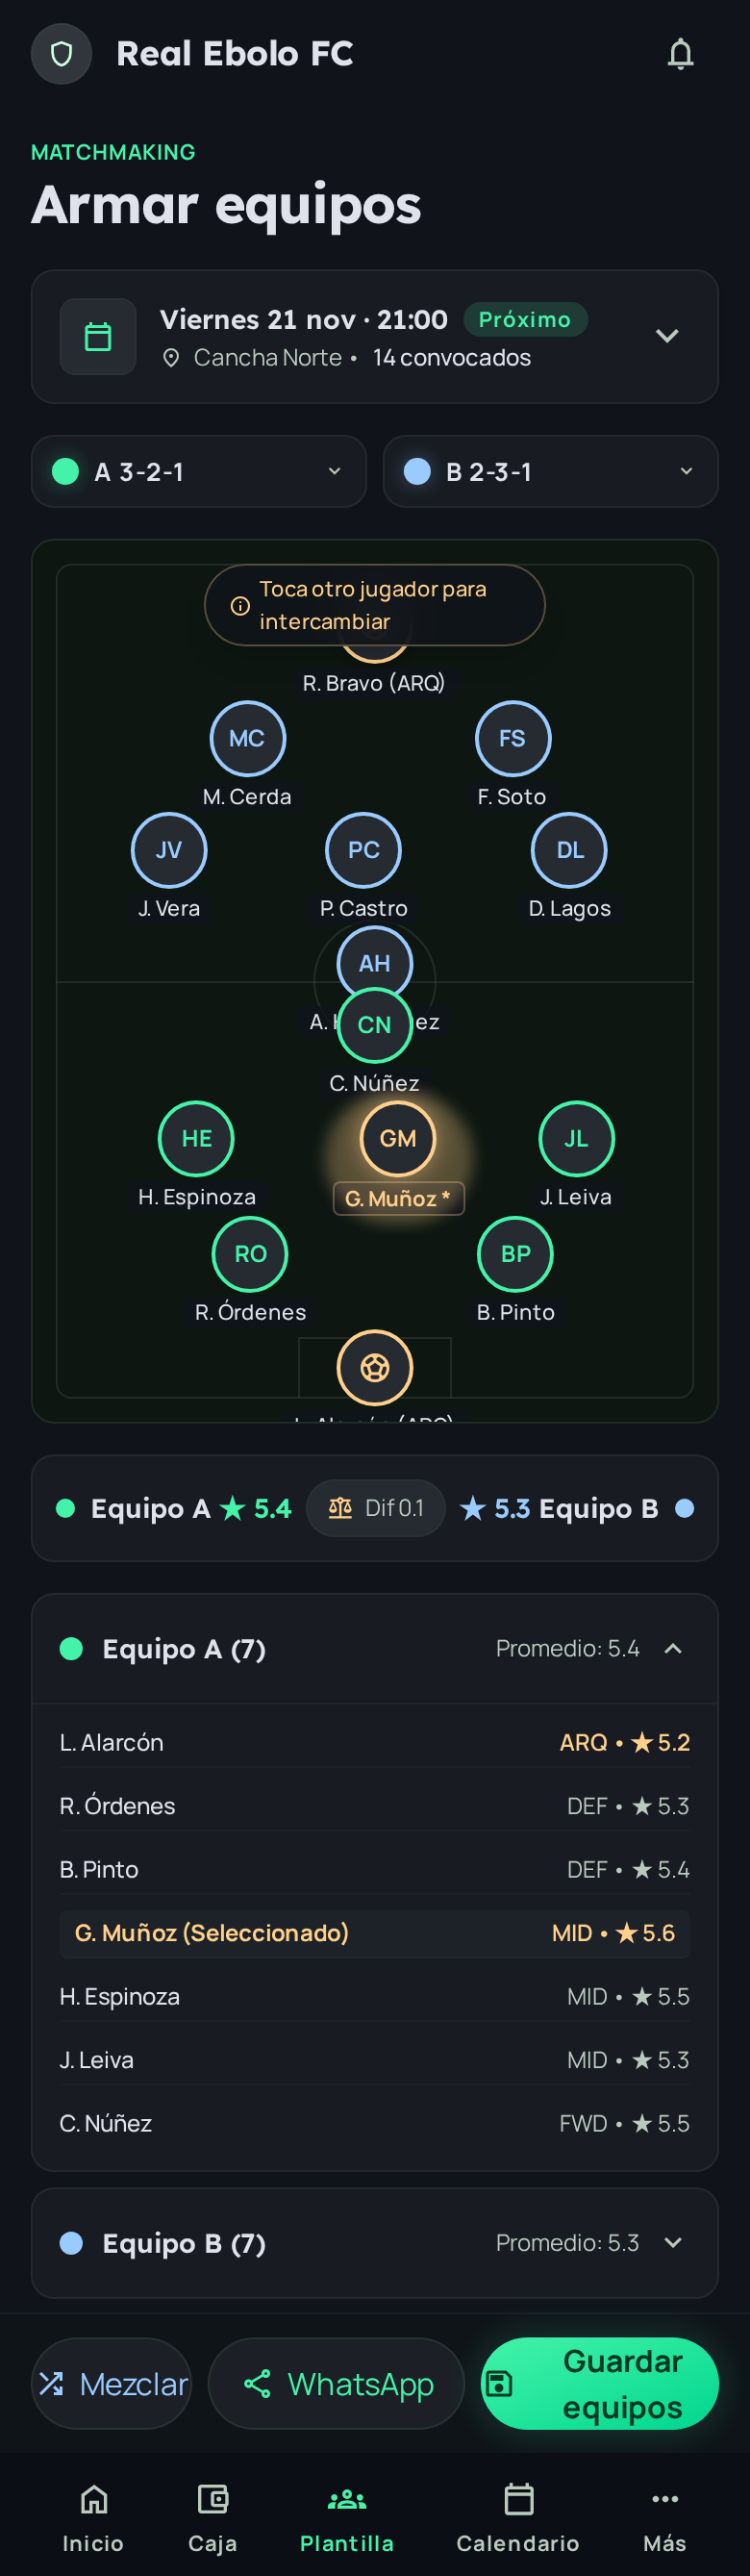 Real Ebolo FC
MATCHMAKING
Armar equipos
Viernes 21 nov · 21:00 Próximo
Cancha Norte • 14 convocados
A 3-2-1
B 2-3-1
Toca otro jugador para
intercambiar
R. Bravo (ARQ)
MC
FS
M. Cerda
F. Soto
JV
PC
DL
J. Vera
P. Castro
D. Lagos
AH
A.
ez
CN
C. Núñez
HE
GM
JL
H. Espinoza
G. Muñoz *
J. Leiva
RO
BP
R. Órdenes
B. Pinto
Equipo A ★ 5.4
Dif 0.1
★ 5.3 Equipo B
Equipo A (7)
Promedio: 5.4
L. Alarcón
ARQ • ★ 5.2
R. Órdenes
DEF • ★ 5.3
B. Pinto
DEF • ★ 5.4
G. Muñoz (Seleccionado)
MID • ★ 5.6
H. Espinoza
MID • ★ 5.5
J. Leiva
MID • ★ 5.3
C. Núñez
FWD • ★ 5.5
Equipo B (7)
Promedio: 5.3
Mezclar
WhatsApp
Guardar
equipos
Inicio
Caja
Plantilla
Calendario
Más